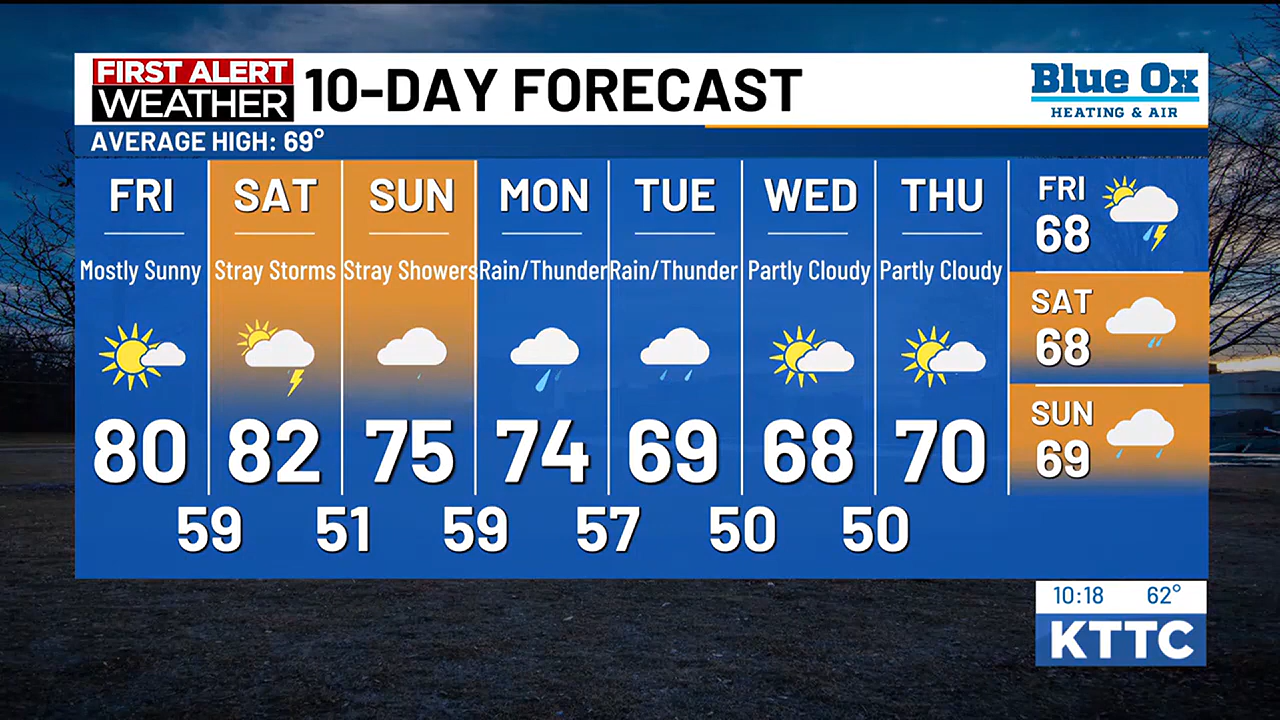 FIRST ALERT
WEATHER
10-DAY FORECAST
Blue Ox
HEATING & AIR
AVERAGE HIGH: 69°
FRI SAT SUN MON TUE WED THU
Mostly Sunny Stray Storms Stray Showers Rain/Thunder Rain/Thunder Partly Cloudy Partly Cloudy
80 82 75 74 69 68 70
59 51 59 57 50 50
FRI
68
SAT
68
SUN
69
10:18 62°
KTTC